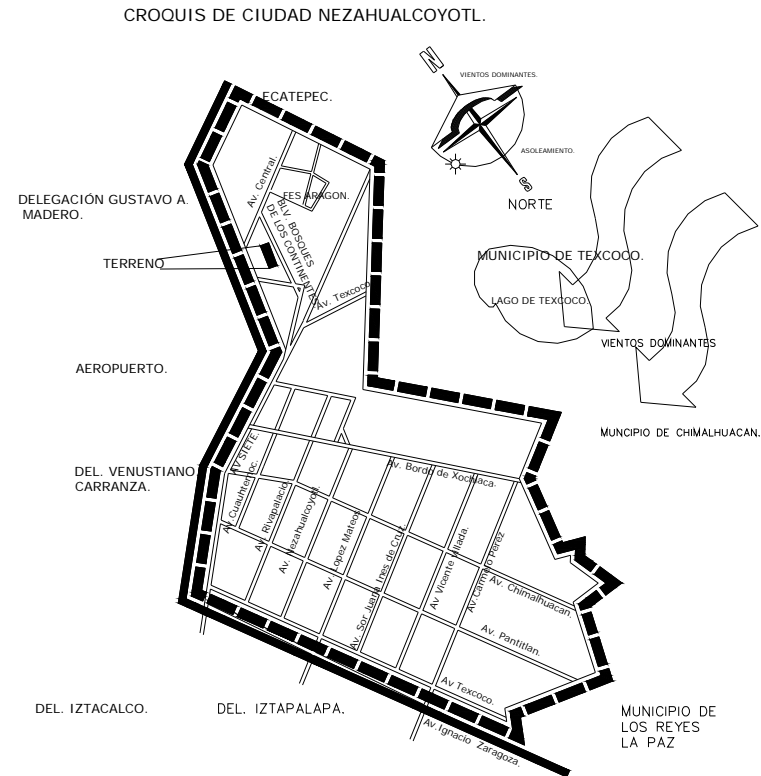 CROQUIS DE CIUDAD NEZAHUALCOYOTL.
N
VIENTOS DOMINANTES.
ASOLEAMIENTO.
S
NORTE
ECATEPEC.
Av. Central.
FES ARAGON.
BLV. BOSQUES
DE LOS CONTINENTES
DELEGACIÓN GUSTAVO A.
MADERO.
TERRENO
Av. Texcoco
MUNICIPIO DE TEXCOCO.
LAGO DE TEXCOCO.
VIENTOS DOMINANTES
AEROPUERTO.
MUNCIPIO DE CHIMALHUACAN.
DEL. VENUSTIANO
CARRANZA.
AV SIETE.
Av. Bordo de Xochiaca.
Av Cuauhtemoc.
Av. Rivapalacio
Av. Nezahualcoyotl.
Av. Lopez Mateos
Av. Sor Juana Ines de Cruz.
Av Vicente Villada.
Av.Carmelo Perez
Av. Chimalhuacan.
Av. Pantitlan.
Av Texcoco.
Av.Ignacio Zaragoza.
DEL. IZTACALCO.
DEL. IZTAPALAPA.
MUNICIPIO DE
LOS REYES
LA PAZ